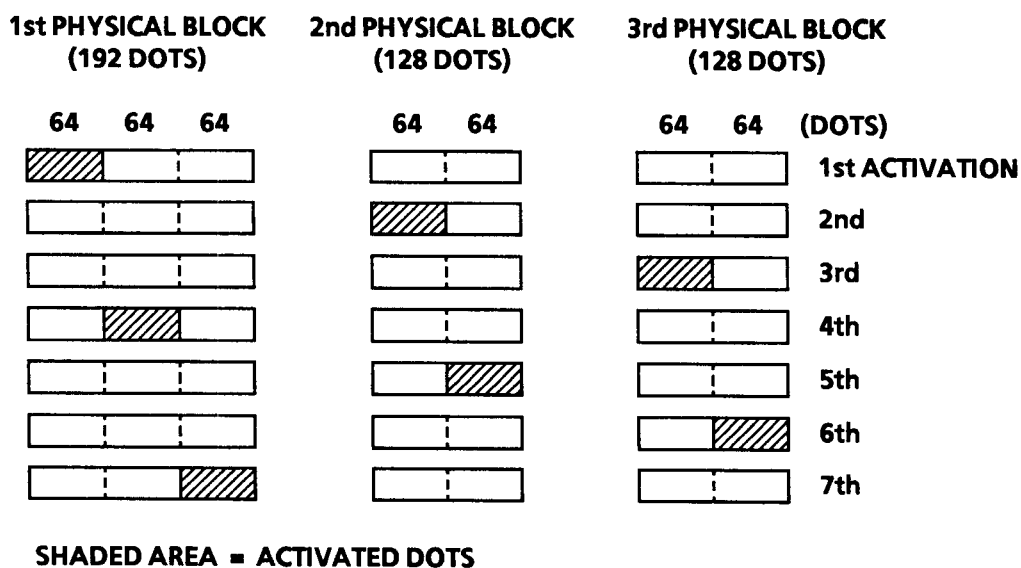 1st PHYSICAL BLOCK 2nd PHYSICAL BLOCK 3rd PHYSICAL BLOCK
(192 DOTS) (128 DOTS) (128 DOTS)
64 64 64 64 64 64 64 (DOTS)
1st ACTIVATION
2nd
3rd
4th
5th
6th
7th
SHADED AREA = ACTIVATED DOTS